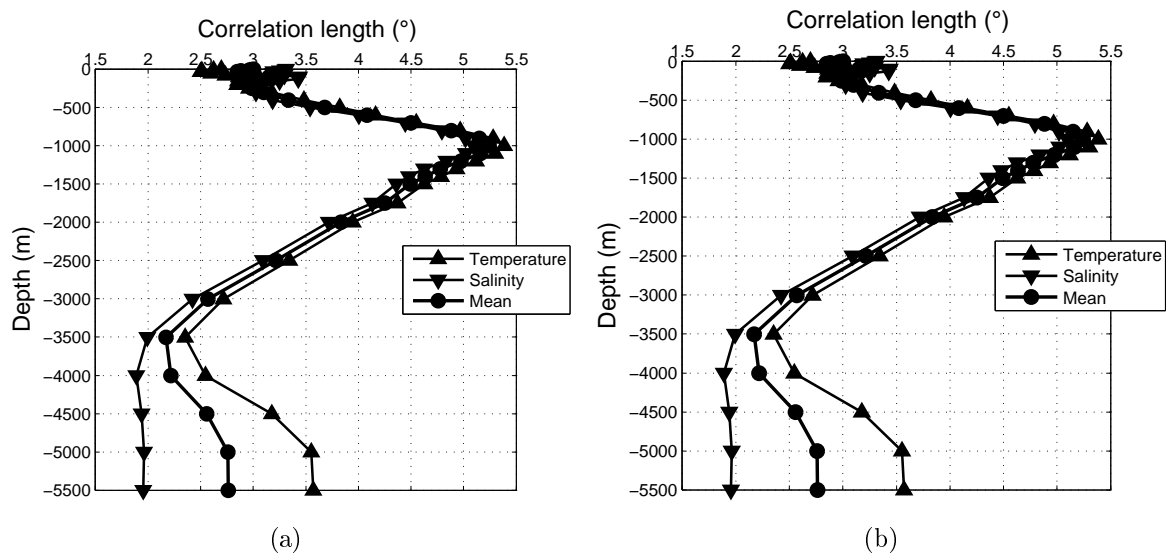 Correlation length (°)
1.5 2 2.5 3 3.5 4 4.5 5 5.5
0
−500
−1000
−1500
−2000
−2500
−3000
−3500
−4000
−4500
−5000
−5500
Depth (m)
Temperature
Salinity
Mean
(a)
Correlation length (°)
1.5 2 2.5 3 3.5 4 4.5 5 5.5
0
−500
−1000
−1500
−2000
−2500
−3000
−3500
−4000
−4500
−5000
−5500
Depth (m)
Temperature
Salinity
Mean
(b)